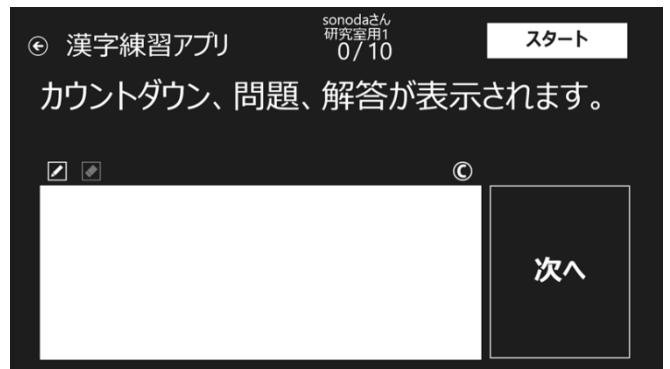 漢字練習アプリ
sonodaさん
研究室用1
0/10
スタート
カウントダウン、問題、解答が表示されます。
C
次へ